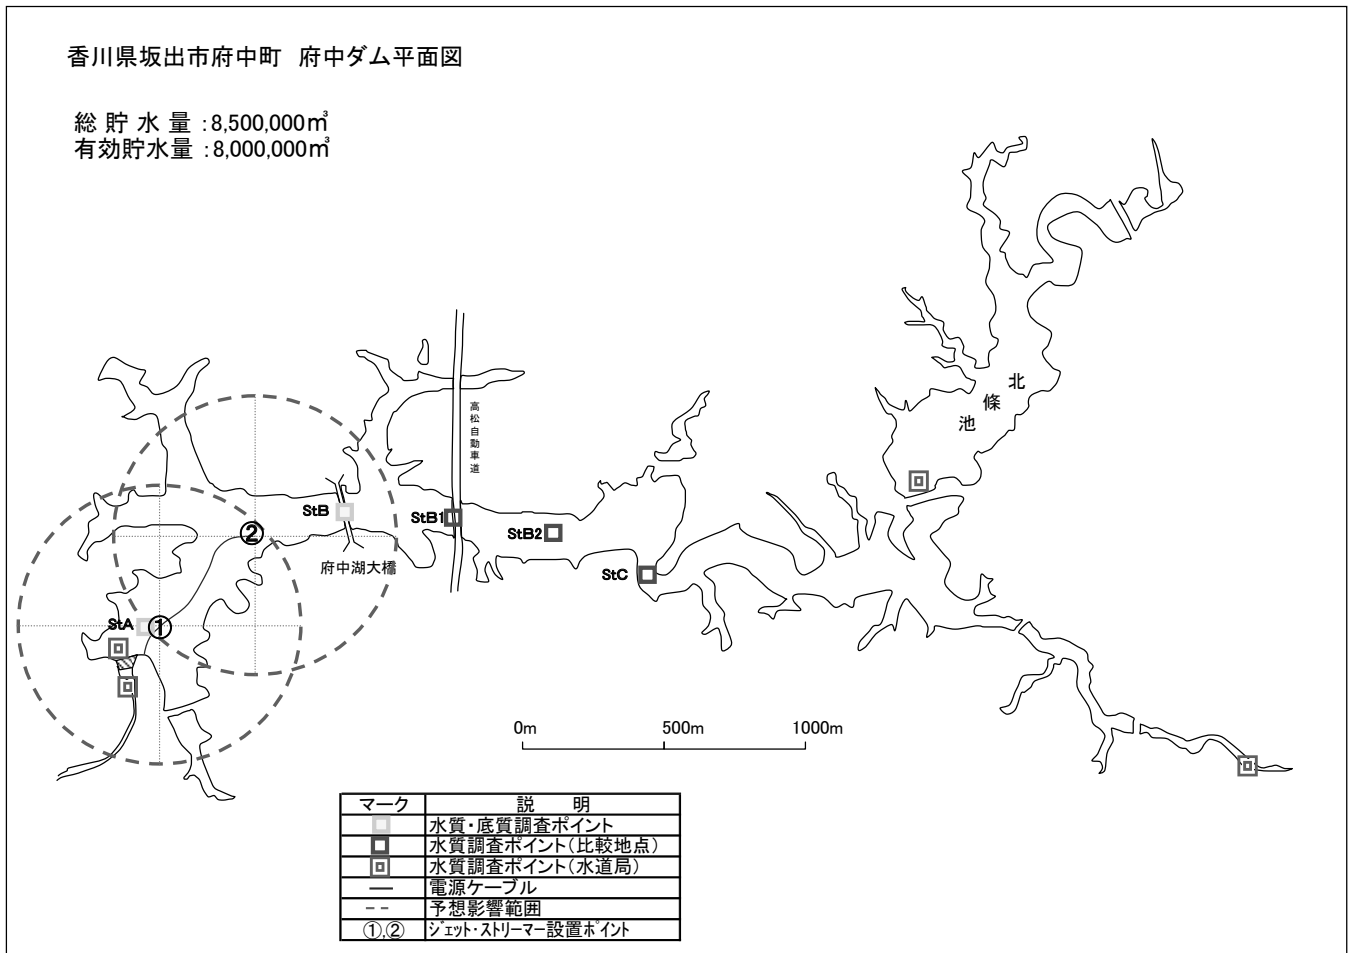 香川県坂出市府中町　府中ダム平面図
総 貯 水 量 :8,500,000㎥
有効貯水量 :8,000,000㎥
北
條
池
高松自動車道
StB
StB1
StB2
StC
②
府中湖大橋
StA
①
0m 500m 1000m
マーク 説　明
水質・底質調査ポイント
水質調査ポイント(比較地点)
水質調査ポイント(水道局)
電源ケーブル
予想影響範囲
①,② ｼﾞｪｯﾄ・ｽﾄﾘｰﾏｰ設置ﾎﾟｲﾝﾄ